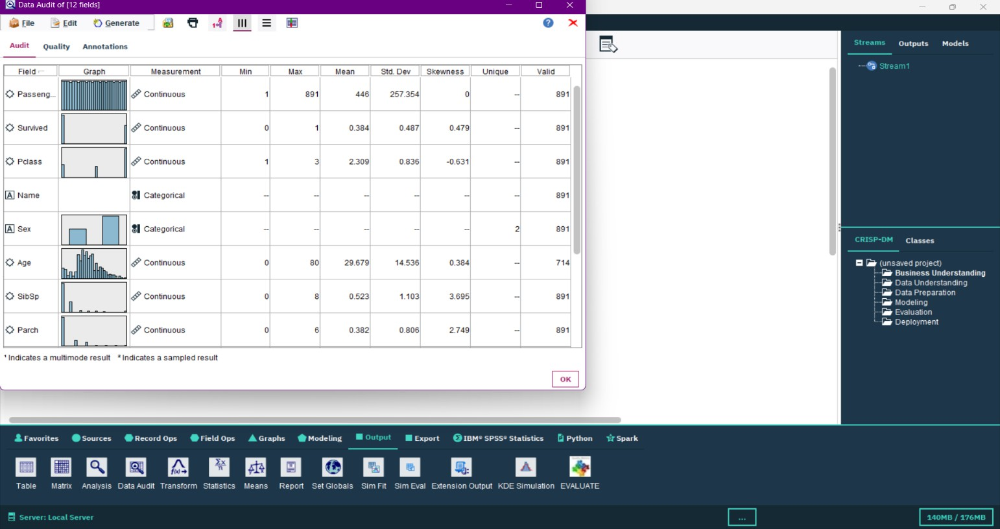 Data Audit of [12 fields]
File Edit Generate
Audit Quality Annotations
Field Graph Measurement Min Max Mean Std. Dev Skewness Unique Valid
Passeng... Continuous 1 891 446 257.354 0 -- 891
Survived Continuous 0 1 0.384 0.487 0.479 -- 891
Pclass Continuous 1 3 2.309 0.836 -0.631 -- 891
A Name Categorical -- -- -- -- -- -- 891
A Sex Categorical -- -- -- -- -- 2 891
Age Continuous 0 80 29.679 14.536 0.384 -- 714
SibSp Continuous 0 8 0.523 1.103 3.695 -- 891
Parch Continuous 0 6 0.382 0.806 2.749 -- 891
¹ Indicates a multimode result ² Indicates a sampled result
OK
Streams Outputs Models
Stream1
CRISP-DM Classes
(unsaved project)
Business Understanding
Data Understanding
Data Preparation
Modeling
Evaluation
Deployment
Favorites Sources Record Ops Field Ops Graphs Modeling Output Export IBM® SPSS® Statistics Python Spark
Table Matrix Analysis Data Audit Transform Statistics Means Report Set Globals Sim Fit Sim Eval Extension Output KDE Simulation EVALUATE
Server: Local Server ... 140MB / 176MB